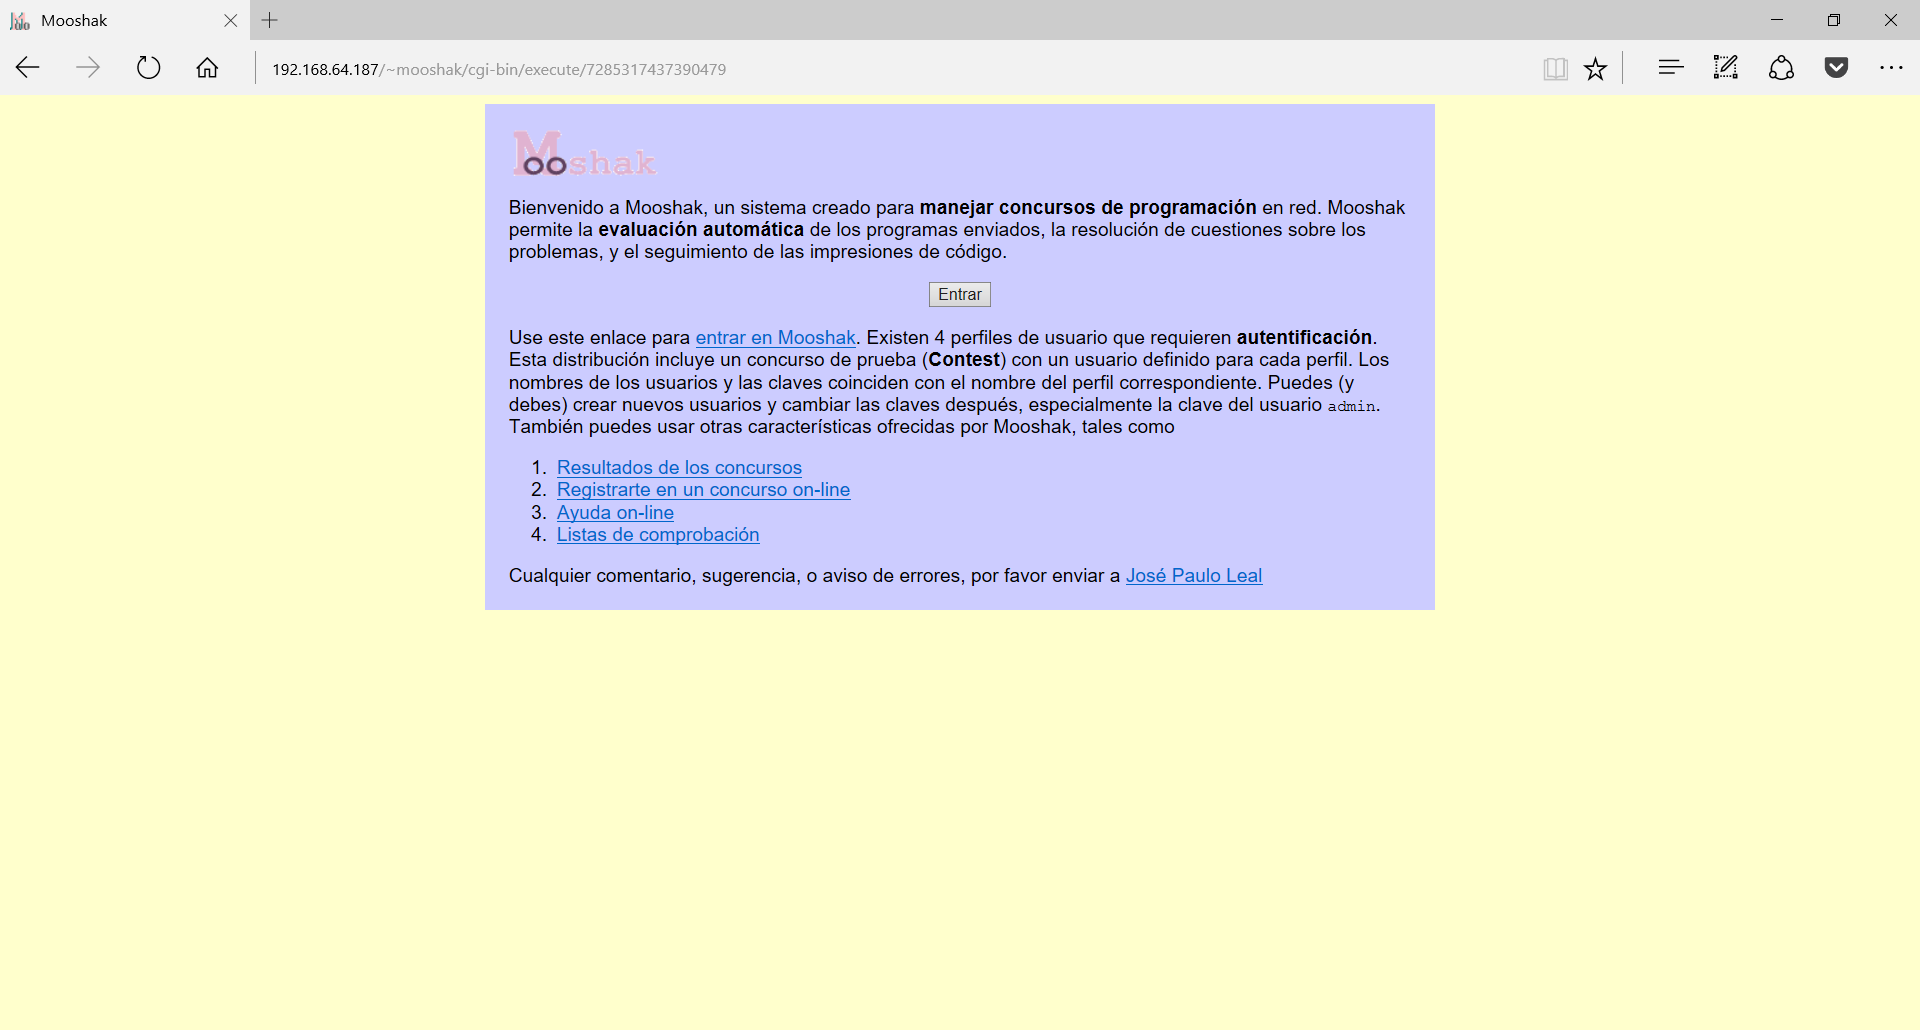 Mooshak
192.168.64.187/~mooshak/cgi-bin/execute/7285317437390479
Mooshak
Bienvenido a Mooshak, un sistema creado para manejar concursos de programación en red. Mooshak
permite la evaluación automática de los programas enviados, la resolución de cuestiones sobre los
problemas, y el seguimiento de las impresiones de código.
Entrar
Use este enlace para entrar en Mooshak. Existen 4 perfiles de usuario que requieren autentificación.
Esta distribución incluye un concurso de prueba (Contest) con un usuario definido para cada perfil. Los
nombres de los usuarios y las claves coinciden con el nombre del perfil correspondiente. Puedes (y
debes) crear nuevos usuarios y cambiar las claves después, especialmente la clave del usuario admin.
También puedes usar otras características ofrecidas por Mooshak, tales como
1. Resultados de los concursos
2. Registrarte en un concurso on-line
3. Ayuda on-line
4. Listas de comprobación
Cualquier comentario, sugerencia, o aviso de errores, por favor enviar a José Paulo Leal